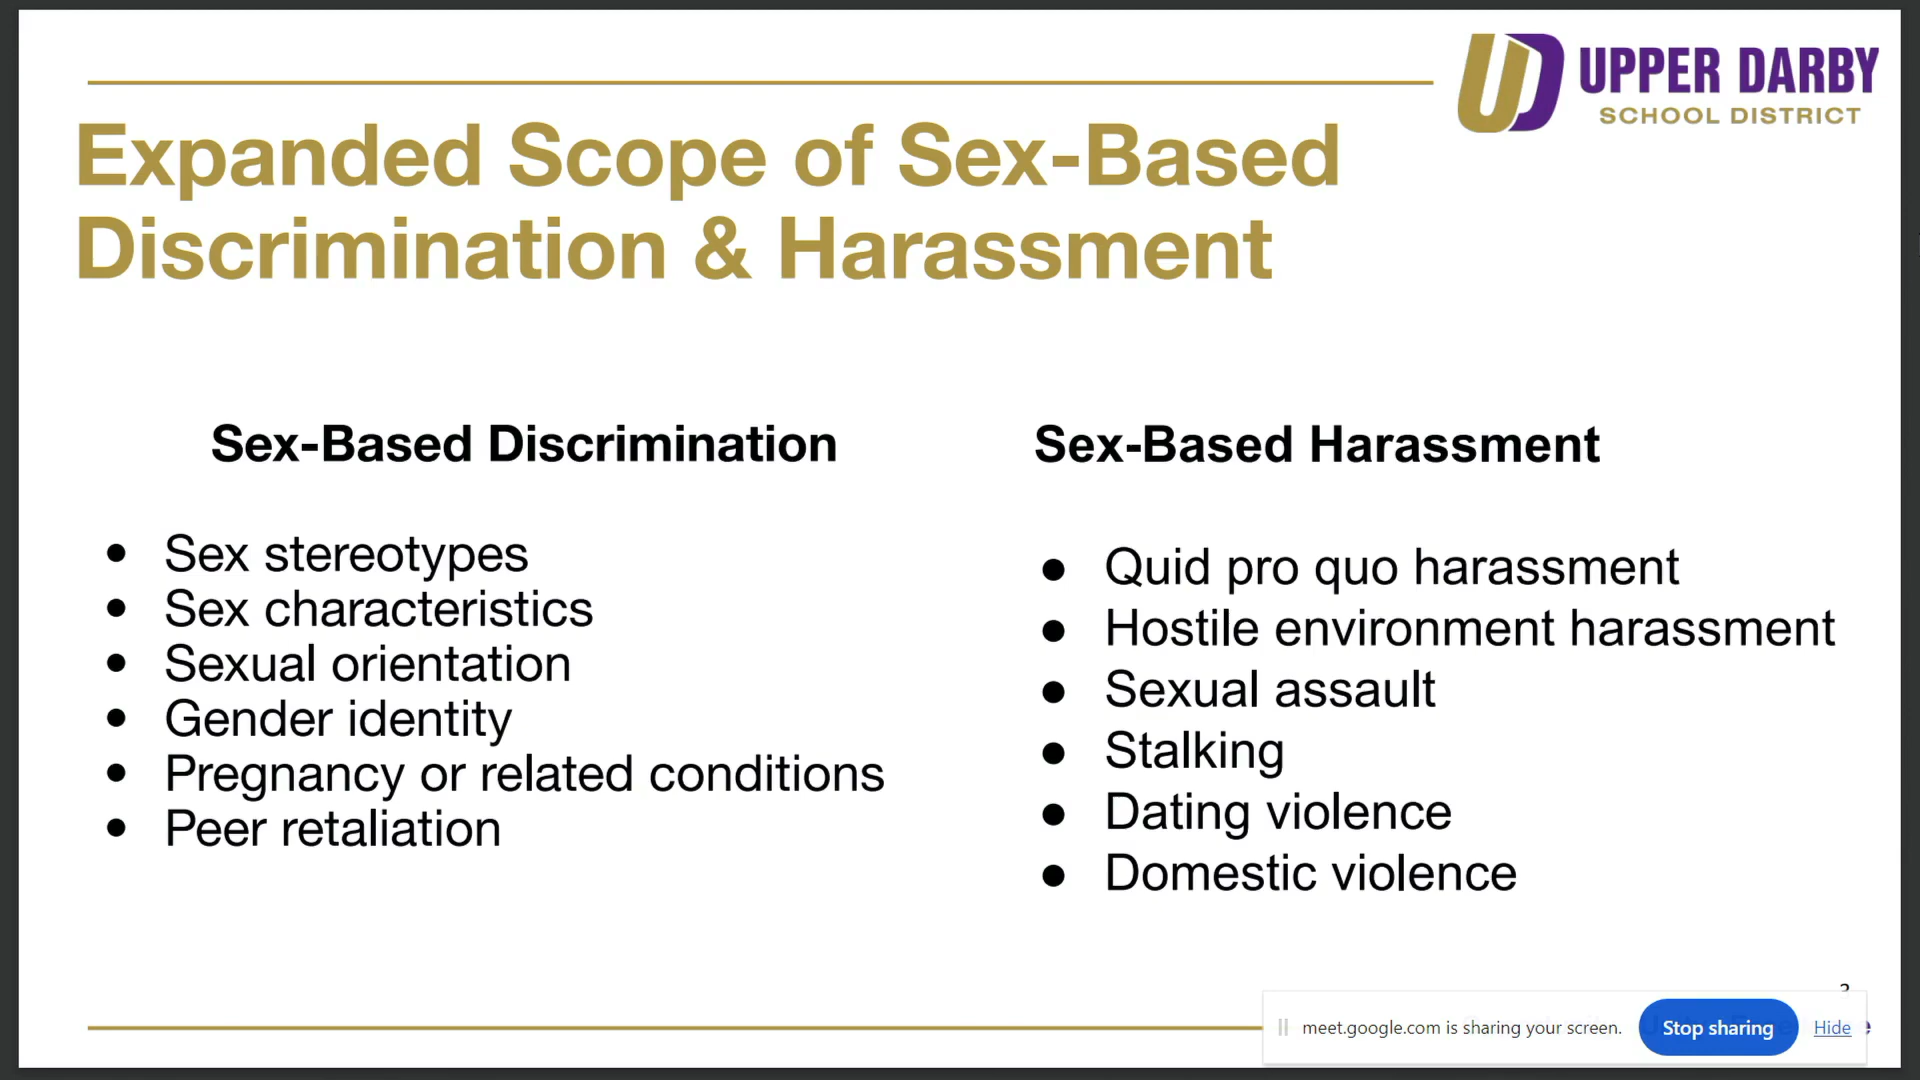 UPPER DARBY
SCHOOL DISTRICT
Expanded Scope of Sex-Based
Discrimination & Harassment
Sex-Based Discrimination
• Sex stereotypes
• Sex characteristics
• Sexual orientation
• Gender identity
• Pregnancy or related conditions
• Peer retaliation
Sex-Based Harassment
• Quid pro quo harassment
• Hostile environment harassment
• Sexual assault
• Stalking
• Dating violence
• Domestic violence
meet.google.com is sharing your screen.
Stop sharing
Hide